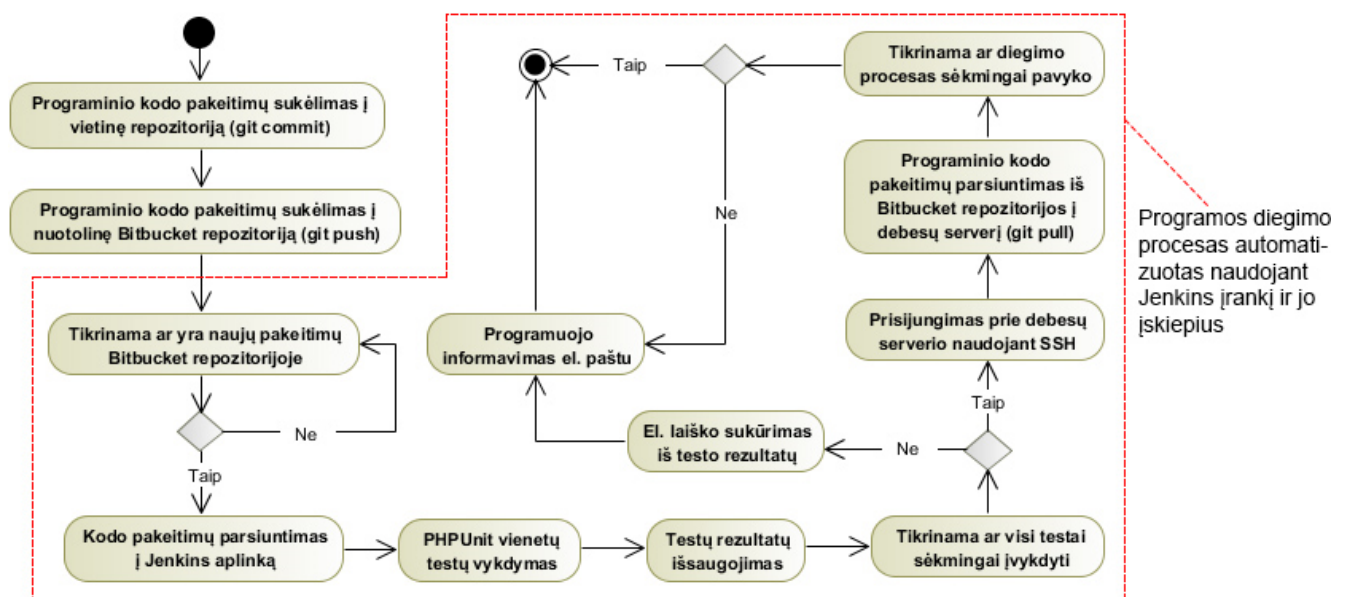 Programinio kodo pakeitimų sukėlimas į
vietinę repozitoriją (git commit)
Programinio kodo pakeitimų sukėlimas į
nuotolinę Bitbucket repozitoriją (git push)
Tikrinama ar yra naujų pakeitimų
Bitbucket repozitorijoje
Ne
Taip
Kodo pakeitimų parsiuntimas
į Jenkins aplinką
PHPUnit vienetų
testų vykdymas
Testų rezultatų
išsaugojimas
Tikrinama ar visi testai
sėkmingai įvykdyti
Ne
El. laiško sukūrimas
iš testo rezultatų
Programuojo
informavimas el. paštu
Taip
Prisijungimas prie debesų
serverio naudojant SSH
Programinio kodo
pakeitimų parsiuntimas iš
Bitbucket repozitorijos į
debesų serverį (git pull)
Tikrinama ar diegimo
procesas sėkmingai pavyko
Taip
Ne
Programos diegimo
procesas automati-
zuotas naudojant
Jenkins įrankį ir jo
įskiepius